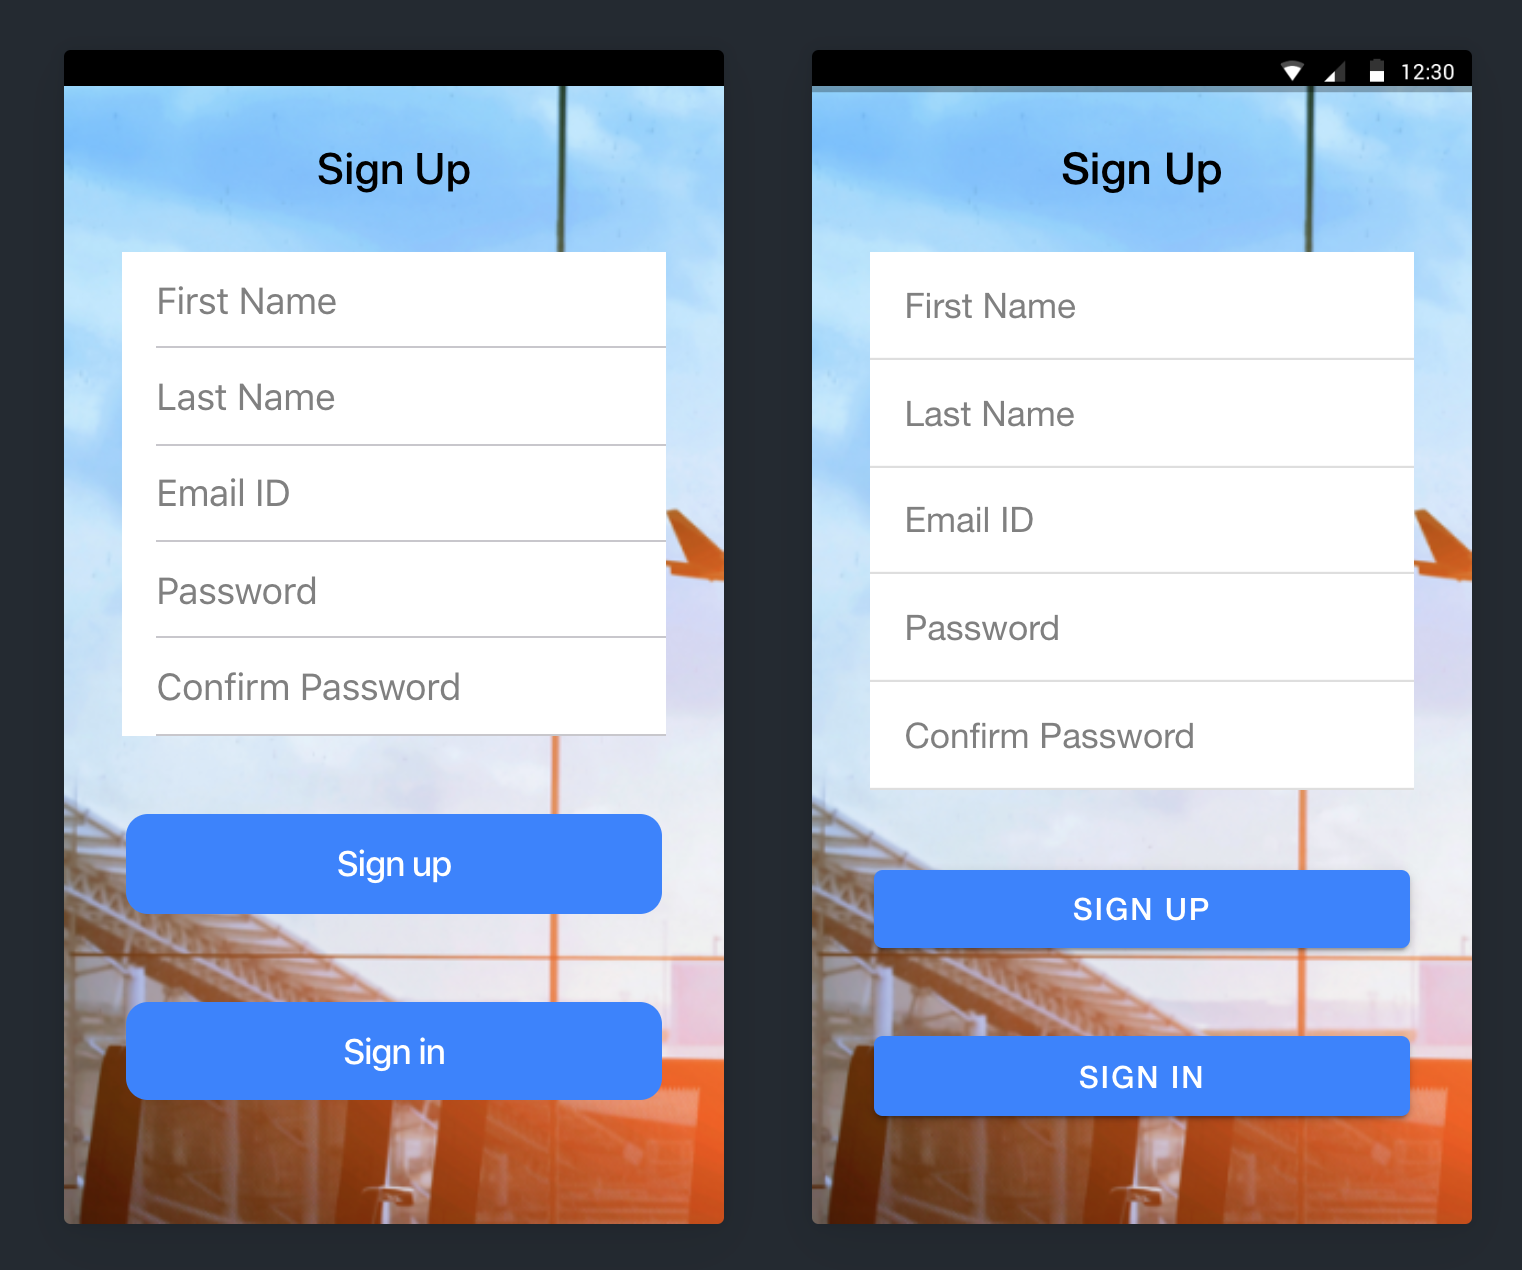 Sign Up
First Name
Last Name
Email ID
Password
Confirm Password
Sign up
Sign in
12:30
Sign Up
First Name
Last Name
Email ID
Password
Confirm Password
SIGN UP
SIGN IN